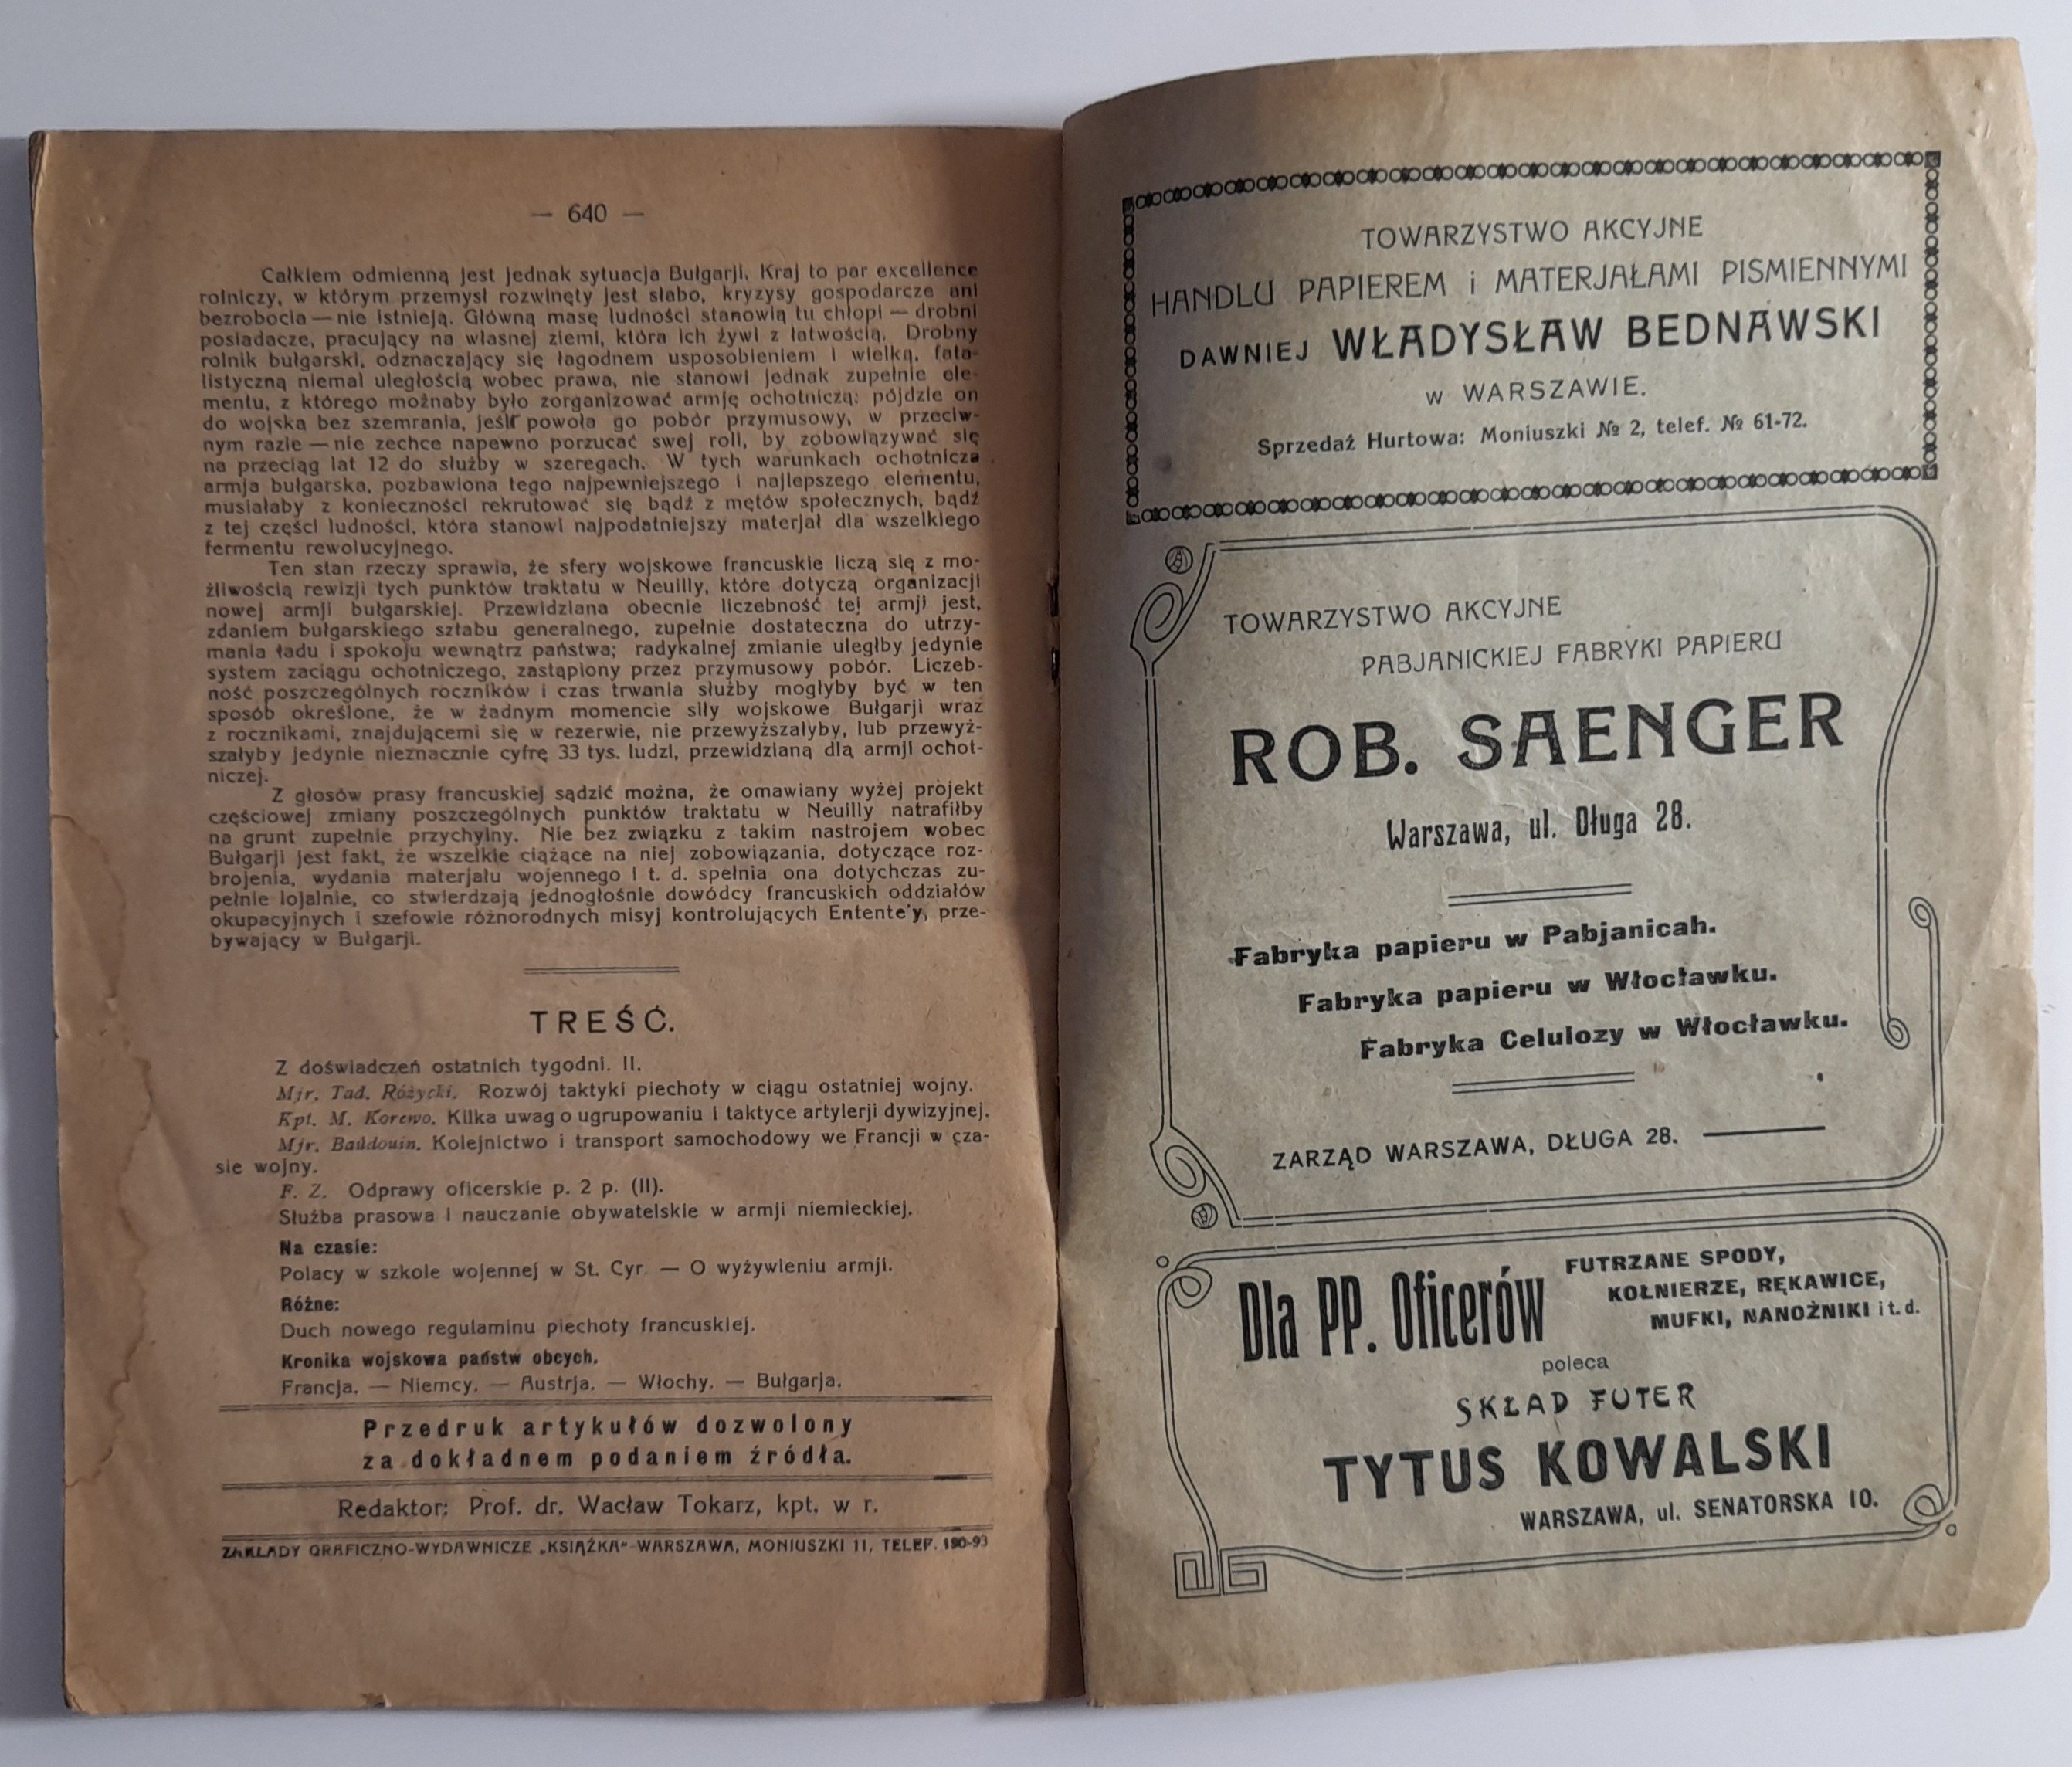 — 640 —
Całkiem odmienną jest jednak sytuacja Bułgarji. Kraj to par excellence
rolniczy, w którym przemysł rozwinęty jest słabo, kryzysy gospodarcze ani
bezrobocia — nie istnieją. Główną masę ludności stanowią tu chłopi — drobni
posiadacze, pracujący na własnej ziemi, która ich żywi z łatwością. Drobny
rolnik bułgarski, odznaczający się łagodnem usposobieniem i wielką, fata-
listyczną niemal uległością wobec prawa, nie stanowi jednak zupełnie ele-
mentu, z którego możnaby było zorganizować armję ochotniczą: pójdzie on
do wojska bez szemrania, jeśli powoła go pobór przymusowy, w przeciw-
nym razie — nie zechce napewno porzucać swej roli, by zobowiązywać się
na przeciąg lat 12 do służby w szeregach. W tych warunkach ochotnicza
armja bułgarska, pozbawiona tego najpewniejszego i najlepszego elementu,
musiałaby z konieczności rekrutować się bądź z mętów społecznych, bądź
z tej części ludności, która stanowi najpodatniejszy materjał dla wszelkiego
fermentu rewolucyjnego.
Ten stan rzeczy sprawia, że sfery wojskowe francuskie liczą się z mo-
żliwością rewizji tych punktów traktatu w Neuilly, które dotyczą organizacji
nowej armji bułgarskiej. Przewidziana obecnie liczebność tej armji jest,
zdaniem bułgarskiego sztabu generalnego, zupełnie dostateczna do utrzy-
mania ładu i spokoju wewnątrz państwa; radykalnej zmianie uległby jedynie
system zaciągu ochotniczego, zastąpiony przez przymusowy pobór. Liczeb-
ność poszczególnych roczników i czas trwania służby mogłyby być w ten
sposób określone, że w żadnym momencie siły wojskowe Bułgarji wraz
z rocznikami, znajdującemi się w rezerwie, nie przewyższałyby, lub przewyż-
szałyby jedynie nieznacznie cyfrę 33 tys. ludzi, przewidzianą dlą armji ochot-
niczej.
Z głosów prasy francuskiej sądzić można, że omawiany wyżej projekt
częściowej zmiany poszczególnych punktów traktatu w Neuilly natrafiłby
na grunt zupełnie przychylny. Nie bez związku z takim nastrojem wobec
Bułgarji jest fakt, że wszelkie ciążące na niej zobowiązania, dotyczące roz-
brojenia, wydania materjału wojennego i t. d. spełnia ona dotychczas zu-
pełnie lojalnie, co stwierdzają jednogłośnie dowódcy francuskich oddziałów
okupacyjnych i szefowie różnorodnych misyj kontrolujących Entente'y, prze-
bywający w Bułgarji.
TREŚĆ.
Z doświadczeń ostatnich tygodni. II.
Mjr. Tad. Różycki. Rozwój taktyki piechoty w ciągu ostatniej wojny.
Kpt. M. Korewo. Kilka uwag o ugrupowaniu i taktyce artylerji dywizyjnej.
Mjr. Baudouin. Kolejnictwo i transport samochodowy we Francji w cza-
sie wojny.
F. Z. Odprawy oficerskie p. 2 p. (II).
Służba prasowa i nauczanie obywatelskie w armji niemieckiej.
Na czasie:
Polacy w szkole wojennej w St. Cyr. — O wyżywieniu armji.
Różne:
Duch nowego regulaminu piechoty francuskiej.
Kronika wojskowa państw obcych.
Francja. — Niemcy. — Austrja. — Włochy. — Bułgarja.
Przedruk artykułów dozwolony
za dokładnem podaniem źródła.
Redaktor: Prof. dr. Wacław Tokarz, kpt. w r.
ZAKŁADY GRAFICZNO-WYDAWNICZE „KSIĄŻKA“ WARSZAWA, MONIUSZKI 11, TELEF. 190-93
TOWARZYSTWO AKCYJNE
HANDLU PAPIEREM i MATERJAŁAMI PISMIENNYMI
DAWNIEJ WŁADYSŁAW BEDNAWSKI
w WARSZAWIE.
Sprzedaż Hurtowa: Moniuszki № 2, telef. № 61-72.
TOWARZYSTWO AKCYJNE
PABJANICKIEJ FABRYKI PAPIERU
ROB. SAENGER
Warszawa, ul. Długa 28.
Fabryka papieru w Pabjanicah.
Fabryka papieru w Włocławku.
Fabryka Celulozy w Włocławku.
ZARZĄD WARSZAWA, DŁUGA 28.
Dla PP. Oficerów
FUTRZANE SPODY,
KOŁNIERZE, RĘKAWICE,
MUFKI, NANOŻNIKI i t. d.
poleca
SKŁAD FUTER
TYTUS KOWALSKI
WARSZAWA, ul. SENATORSKA 10.